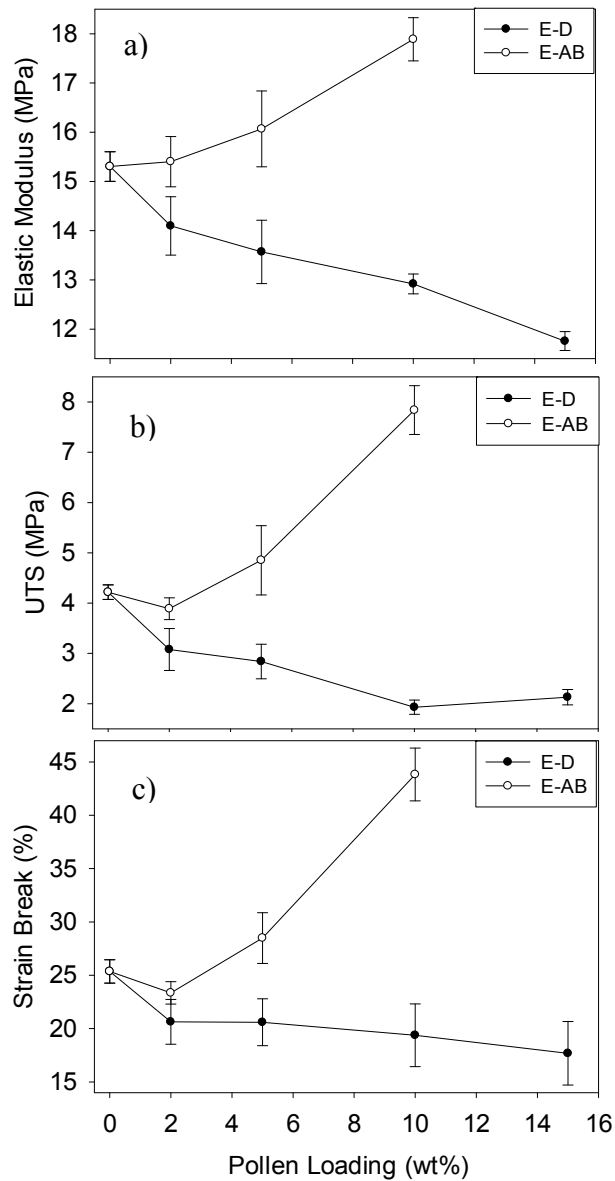 a)
E-D
E-AB
Elastic Modulus (MPa)
18
17
16
15
14
13
12
b)
E-D
E-AB
UTS (MPa)
8
7
6
5
4
3
2
c)
E-D
E-AB
Strain Break (%)
45
40
35
30
25
20
15
0 2 4 6 8 10 12 14 16
Pollen Loading (wt%)